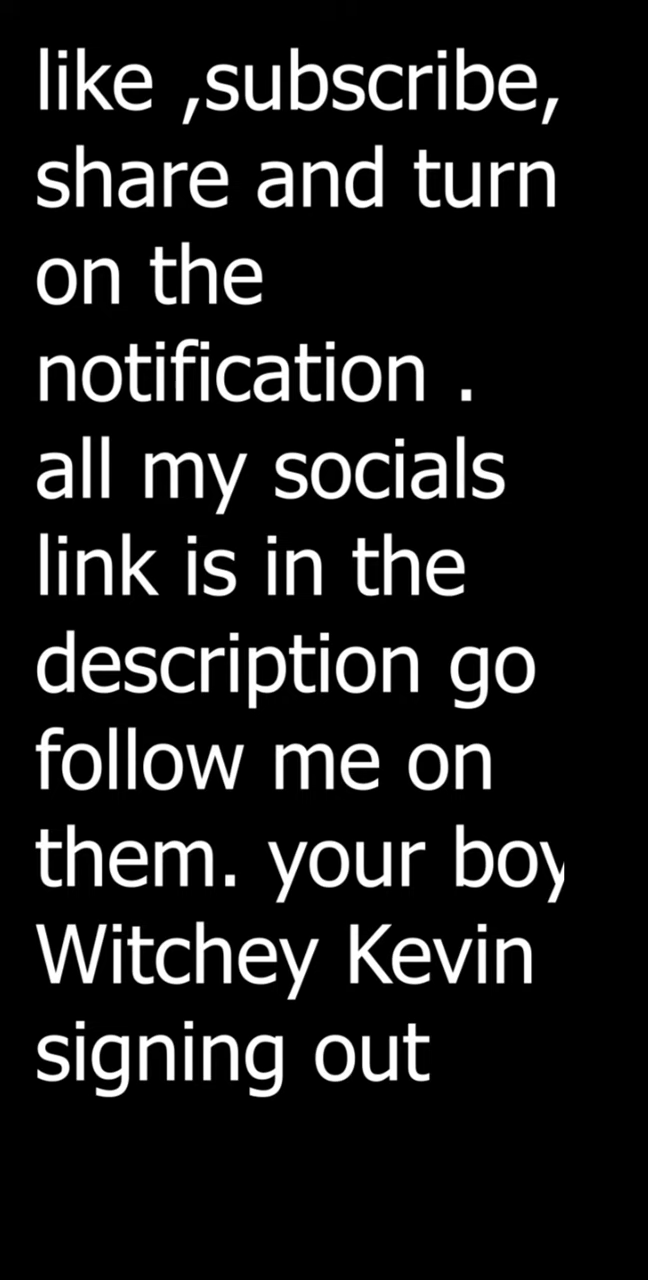 like ,subscribe,
share and turn
on the
notification .
all my socials
link is in the
description go
follow me on
them. your boy
Witchey Kevin
signing out